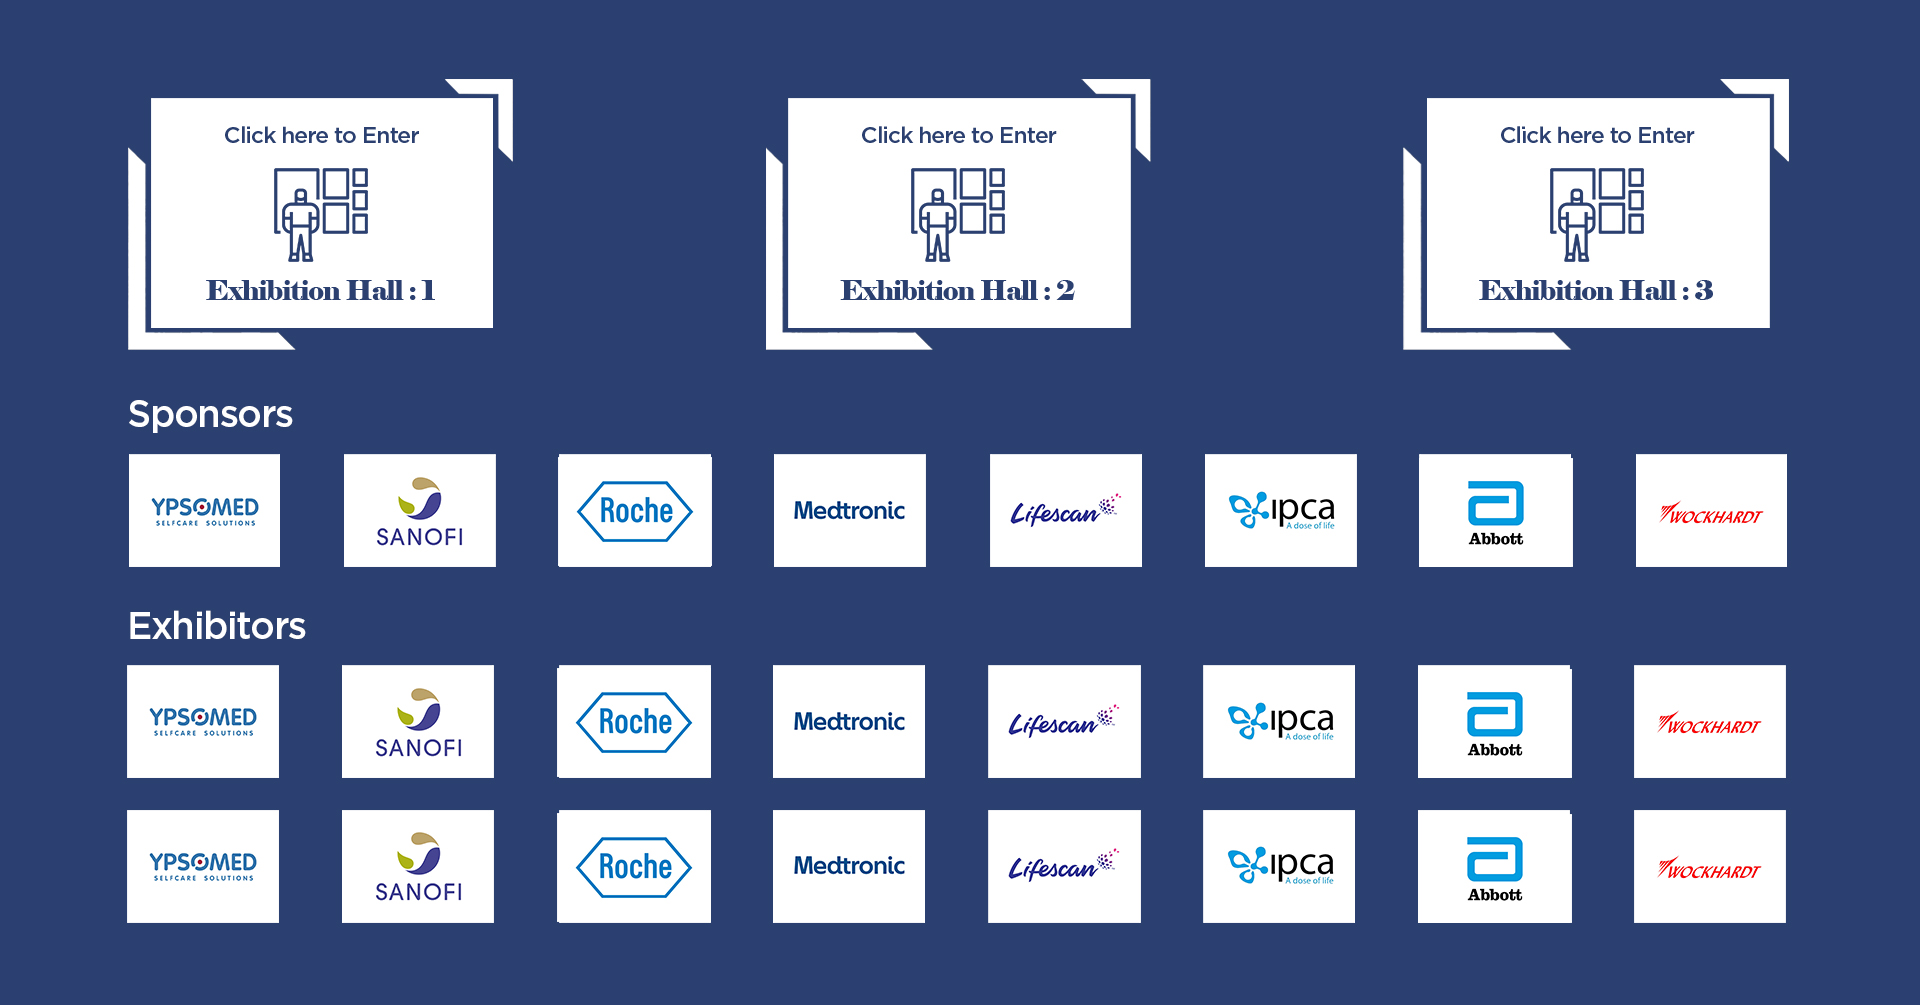 Click here to Enter
Exhibition Hall : 1
Click here to Enter
Exhibition Hall : 2
Click here to Enter
Exhibition Hall : 3
Sponsors
YPSOMED
SELFCARE SOLUTIONS
SANOFI
Roche
Medtronic
Lifescan
ipca
A dose of life
Abbott
WOCKHARDT
Exhibitors
YPSOMED
SELFCARE SOLUTIONS
SANOFI
Roche
Medtronic
Lifescan
ipca
A dose of life
Abbott
WOCKHARDT
YPSOMED
SELFCARE SOLUTIONS
SANOFI
Roche
Medtronic
Lifescan
ipca
A dose of life
Abbott
WOCKHARDT